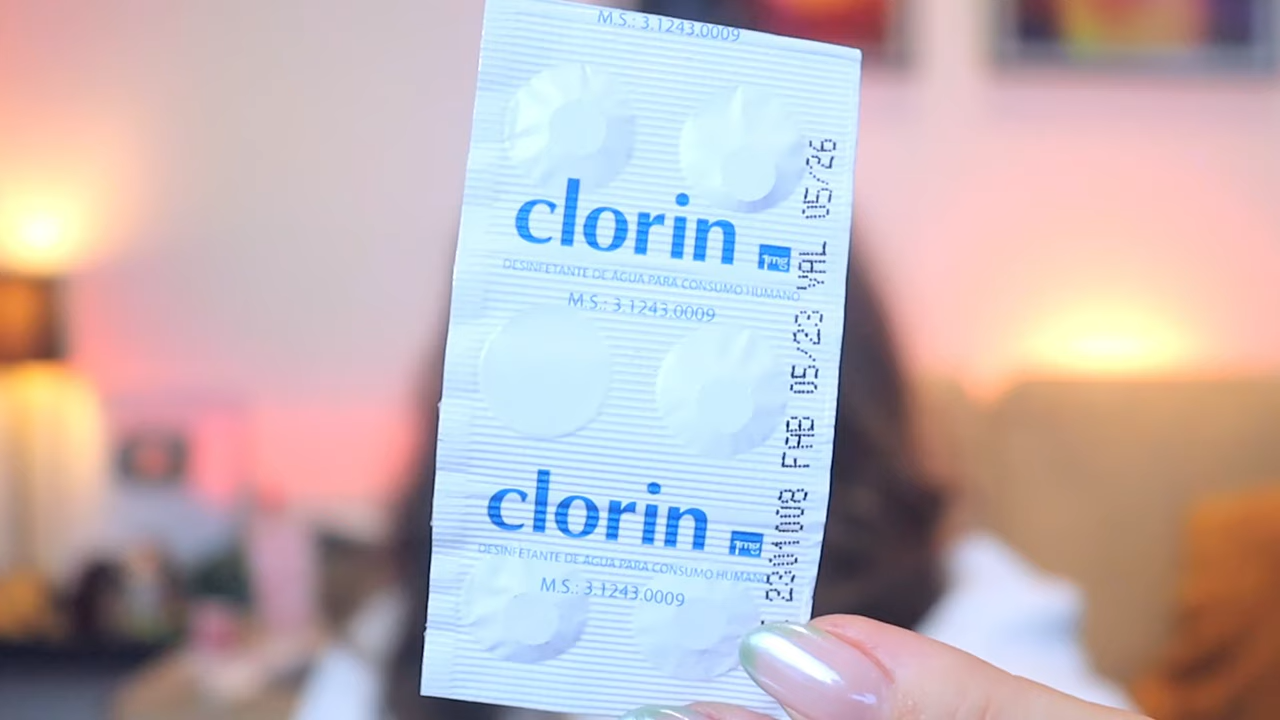 M.S.: 3.1243.0009
clorin 1mg
DESINFETANTE DE ÁGUA PARA CONSUMO HUMANO
M.S.: 3.1243.0009
clorin 1mg
DESINFETANTE DE ÁGUA PARA CONSUMO HUMANO
M.S.: 3.1243.0009
2301008 FAB 05/23 VAL 05/26